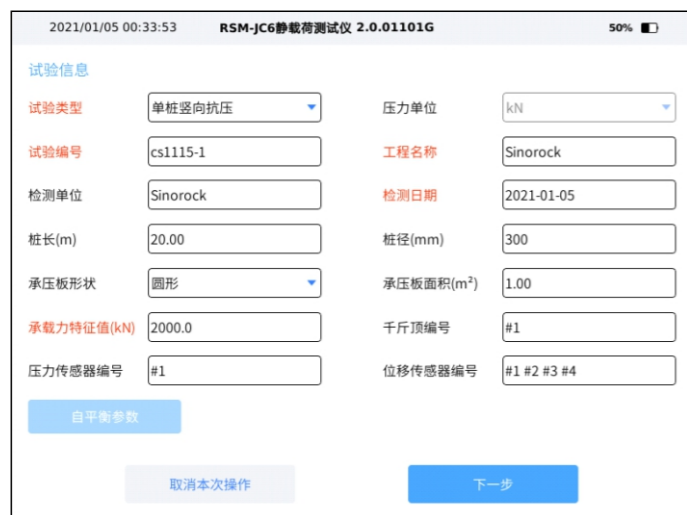 2021/01/05 00:33:53 RSM-JC6静载荷测试仪 2.0.01101G 50%
试验信息
试验类型 单桩竖向抗压 压力单位 kN
试验编号 cs1115-1 工程名称 Sinorock
检测单位 Sinorock 检测日期 2021-01-05
桩长(m) 20.00 桩径(mm) 300
承压板形状 圆形 承压板面积(m²) 1.00
承载力特征值(kN) 2000.0 千斤顶编号 #1
压力传感器编号 #1 位移传感器编号 #1 #2 #3 #4
自平衡参数
取消本次操作 下一步